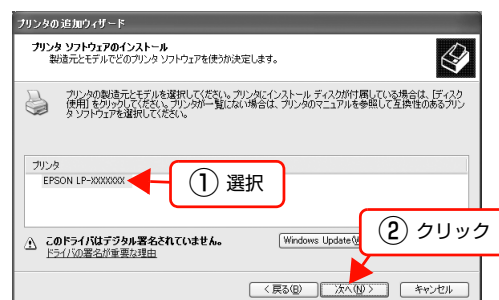 プリンタの追加ウィザード
プリンタ ソフトウェアのインストール
製造元とモデルでどのプリンタ ソフトウェアを使うか決定します。
プリンタの製造元とモデルを選択してください。プリンタにインストール ディスクが付属している場合は、[ディスク
使用] をクリックしてください。プリンタが一覧にない場合は、プリンタのマニュアルを参照して互換性のあるプリン
タ ソフトウェアを選択してください。
プリンタ
EPSON LP-XXXXXXX
① 選択
このドライバはデジタル署名されていません。
ドライバの署名が重要な理由
Windows Update(
② クリック
< 戻る(B)
次へ(N) >
キャンセル